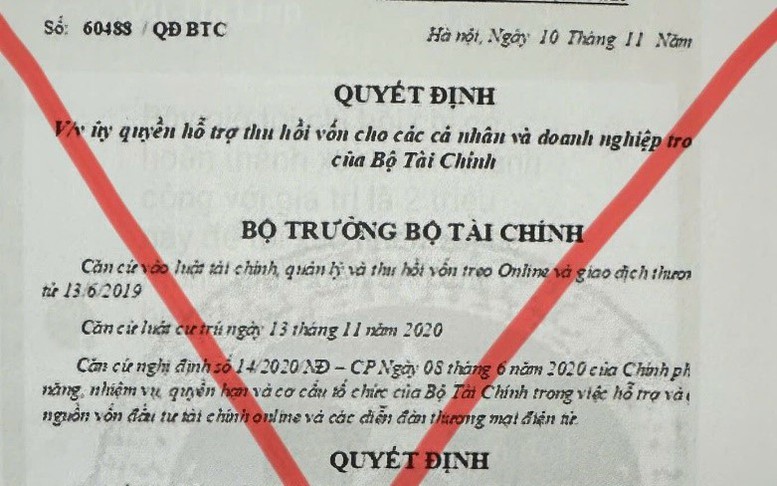 Số: 60488 / QĐ BTC
Hà nội, Ngày 10 Tháng 11 Năm
QUYẾT ĐỊNH
V/v ủy quyền hỗ trợ thu hồi vốn cho các cá nhân và doanh nghiệp tro
của Bộ Tài Chính
BỘ TRƯỞNG BỘ TÀI CHÍNH
Căn cứ vào luật tài chính, quản lý và thu hồi vốn treo Online và giao dịch thươn
từ 13/6/2019
Căn cứ luật cư trú ngày 13 tháng 11 năm 2020
Căn cứ nghị định số 14/2020/NĐ – CP Ngày 08 tháng 6 năm 2020 của Chính ph
năng, nhiệm vụ, quyền hạn và cơ cấu tổ chức của Bộ Tài Chính trong việc hỗ trợ và
nguồn vốn đầu tư tài chính online và các diễn đàn thương mại điện tử.
QUYẾT ĐỊNH